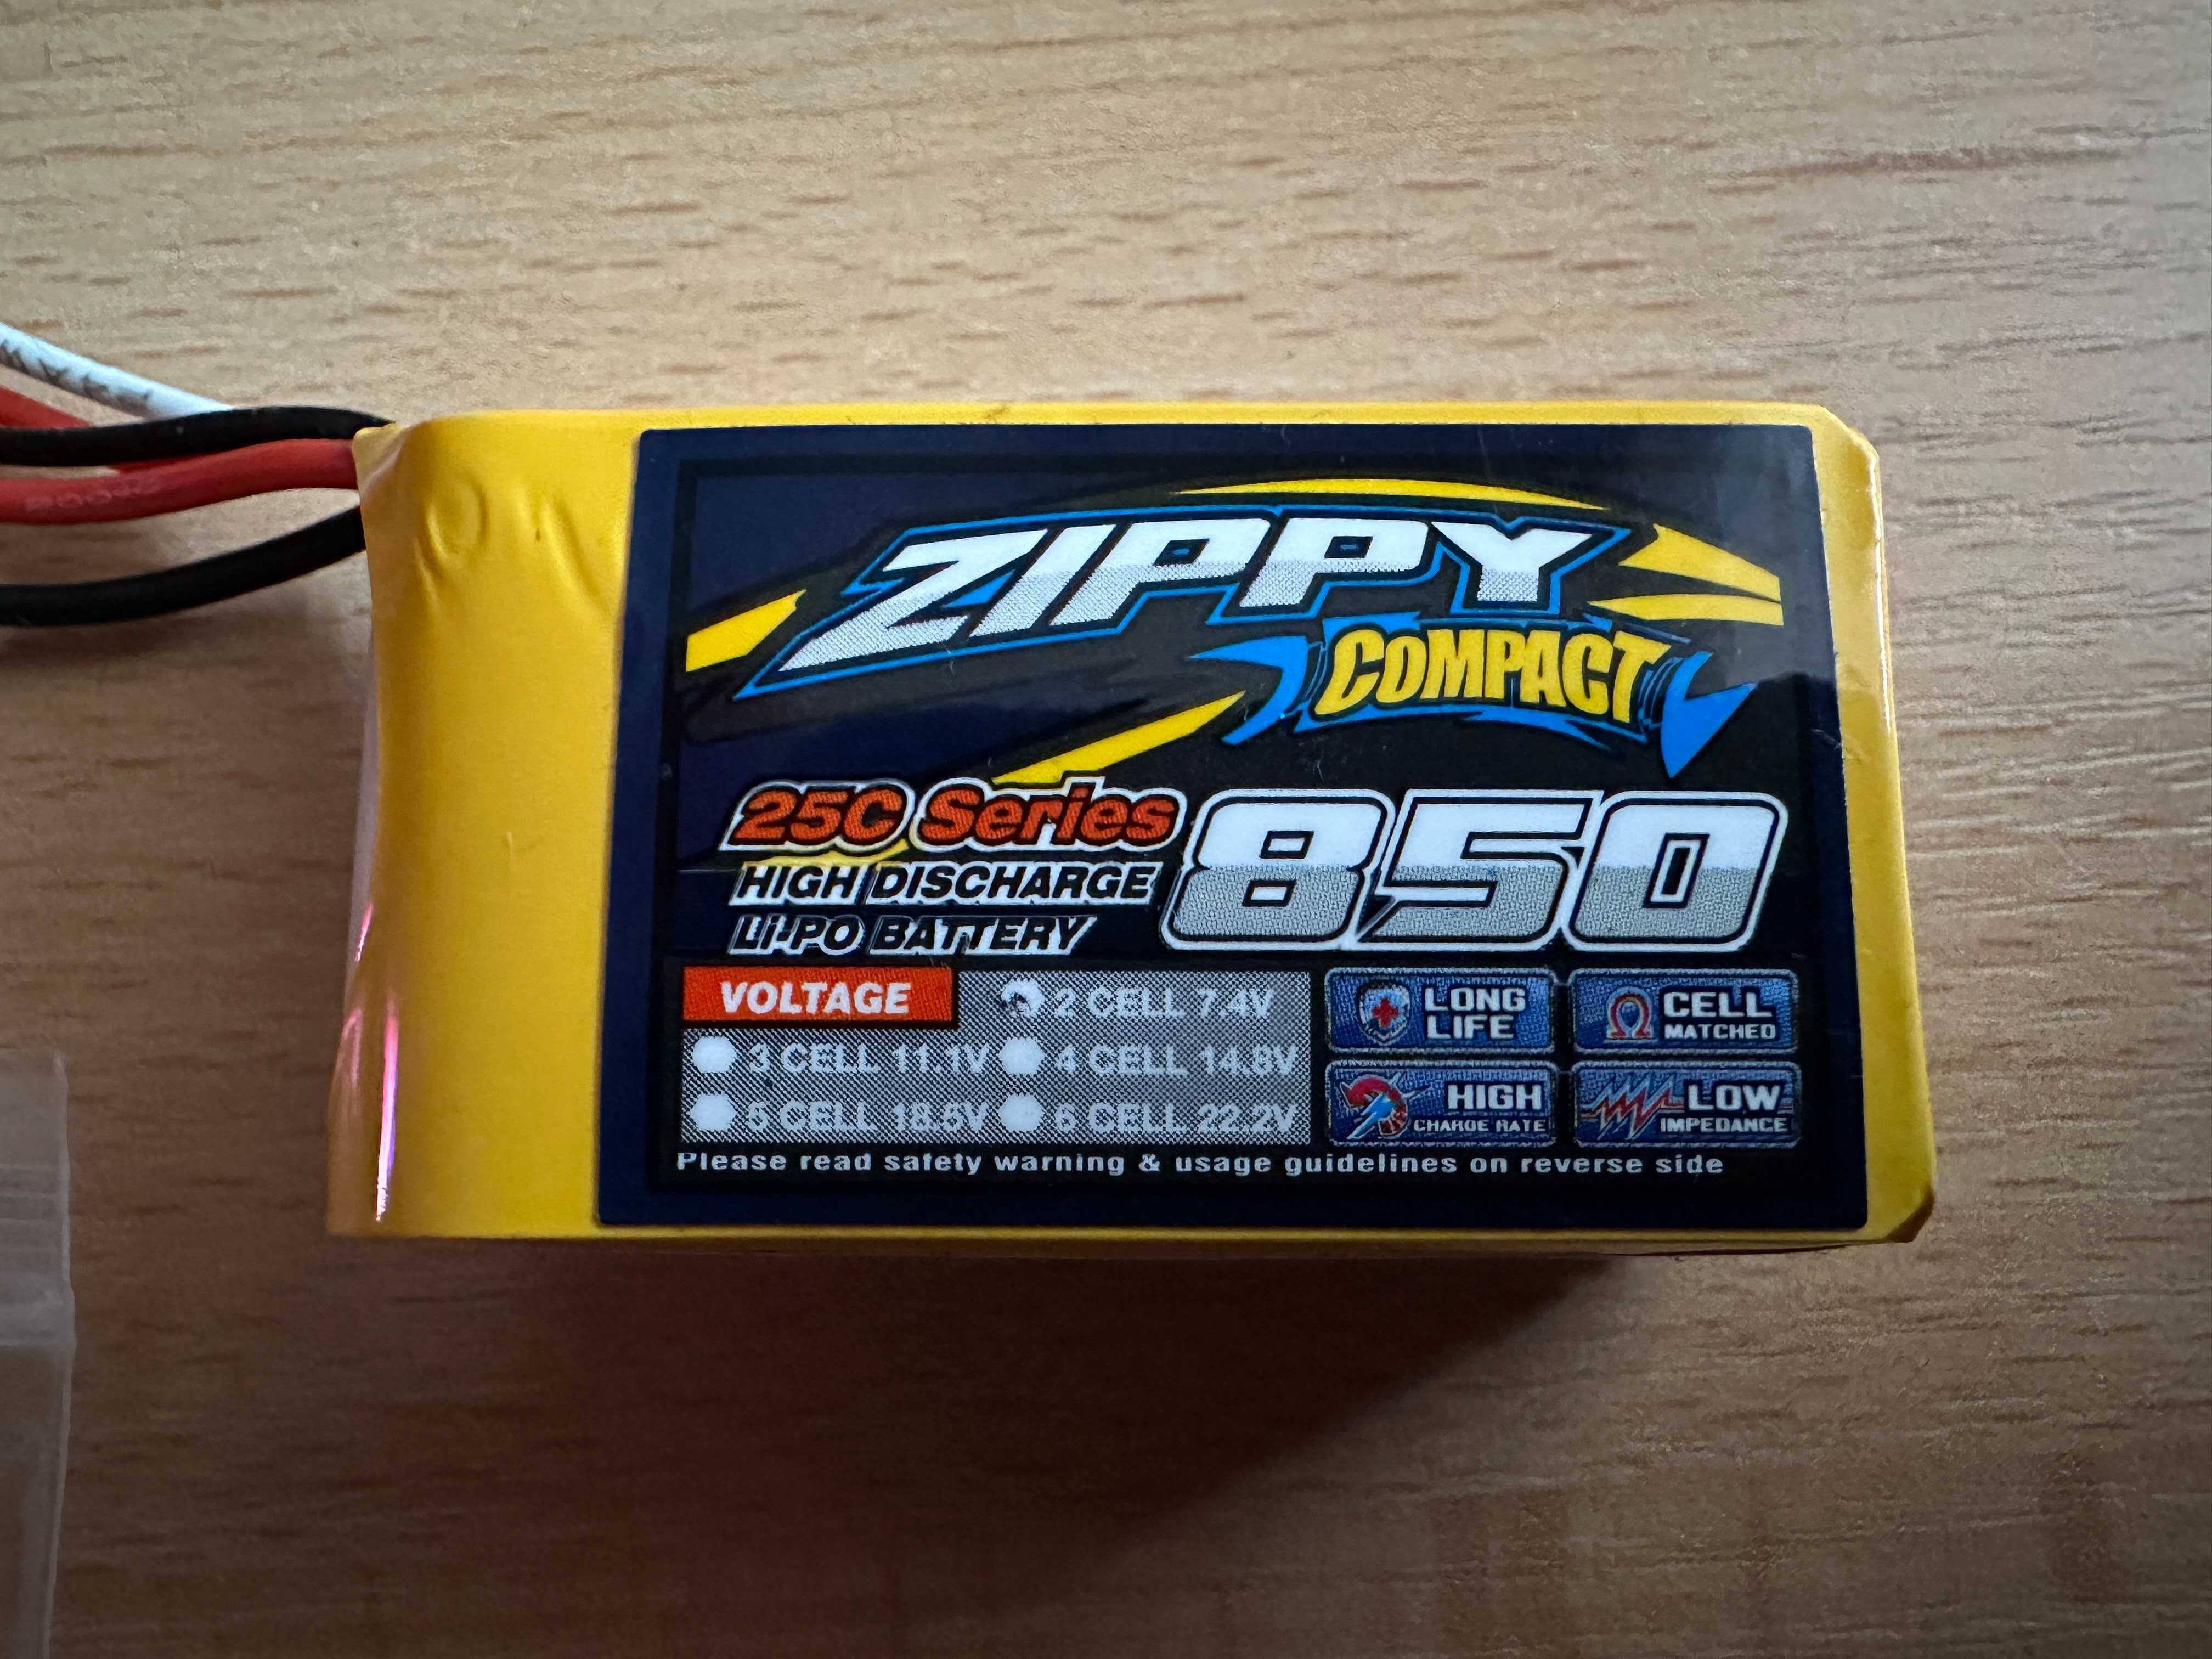 ZIPPY
COMPACT
25C Series
HIGH DISCHARGE
Li-PO BATTERY
850
VOLTAGE
2 CELL 7.4V
3 CELL 11.1V
4 CELL 14.8V
5 CELL 18.5V
6 CELL 22.2V
LONG
LIFE
CELL
MATCHED
HIGH
CHARGE RATE
LOW
IMPEDANCE
Please read safety warning & usage guidelines on reverse side